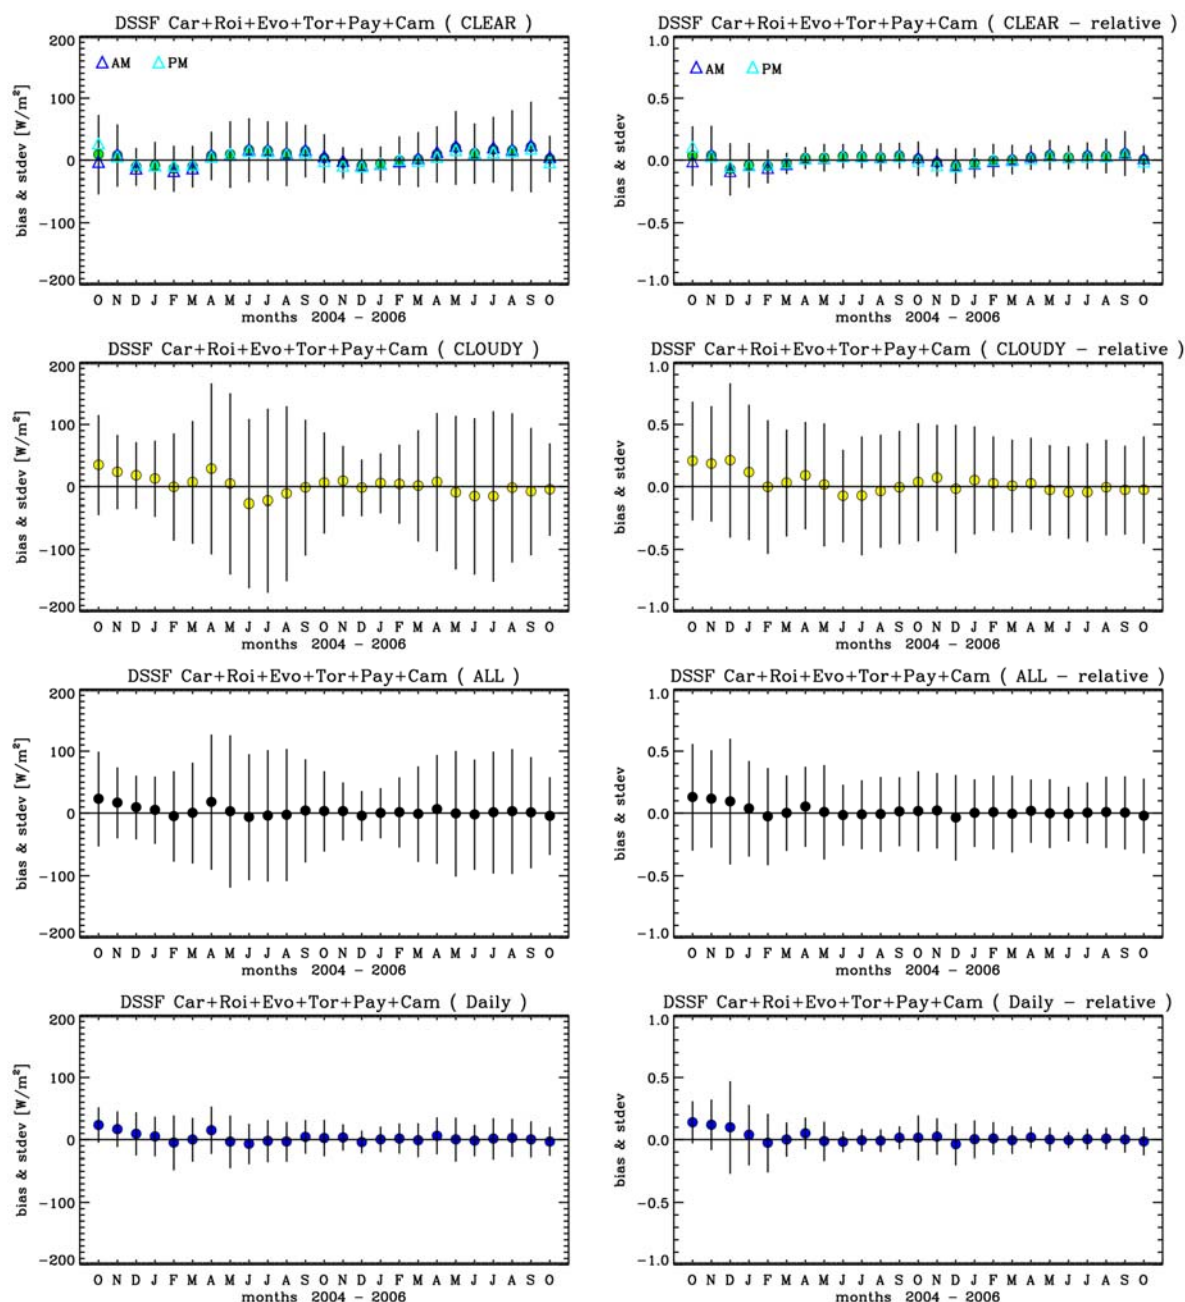 DSSF Car+Roi+Evo+Tor+Pay+Cam ( CLEAR )
200
100
0
−100
−200
bias & stdev [W/m²]
AM PM
O N D J F M A M J J A S O N D J F M A M J J A S O
months 2004 − 2006
DSSF Car+Roi+Evo+Tor+Pay+Cam ( CLEAR − relative )
1.0
0.5
0.0
−0.5
−1.0
bias & stdev
AM PM
O N D J F M A M J J A S O N D J F M A M J J A S O
months 2004 − 2006
DSSF Car+Roi+Evo+Tor+Pay+Cam ( CLOUDY )
200
100
0
−100
−200
bias & stdev [W/m²]
O N D J F M A M J J A S O N D J F M A M J J A S O
months 2004 − 2006
DSSF Car+Roi+Evo+Tor+Pay+Cam ( CLOUDY − relative )
1.0
0.5
0.0
−0.5
−1.0
bias & stdev
O N D J F M A M J J A S O N D J F M A M J J A S O
months 2004 − 2006
DSSF Car+Roi+Evo+Tor+Pay+Cam ( ALL )
200
100
0
−100
−200
bias & stdev [W/m²]
O N D J F M A M J J A S O N D J F M A M J J A S O
months 2004 − 2006
DSSF Car+Roi+Evo+Tor+Pay+Cam ( ALL − relative )
1.0
0.5
0.0
−0.5
−1.0
bias & stdev
O N D J F M A M J J A S O N D J F M A M J J A S O
months 2004 − 2006
DSSF Car+Roi+Evo+Tor+Pay+Cam ( Daily )
200
100
0
−100
−200
bias & stdev [W/m²]
O N D J F M A M J J A S O N D J F M A M J J A S O
months 2004 − 2006
DSSF Car+Roi+Evo+Tor+Pay+Cam ( Daily − relative )
1.0
0.5
0.0
−0.5
−1.0
bias & stdev
O N D J F M A M J J A S O N D J F M A M J J A S O
months 2004 − 2006